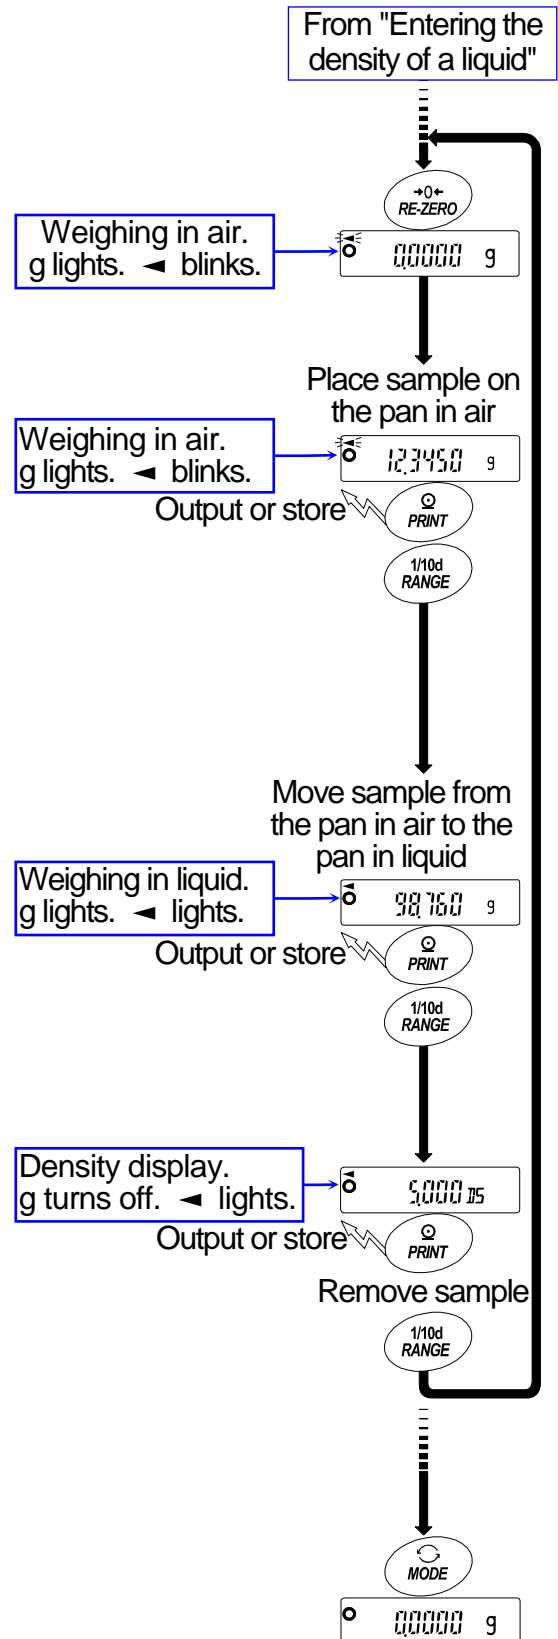 From "Entering the
density of a liquid"
→0←
RE-ZERO
Weighing in air.
g lights. ◄ blinks.
0.0000 g
Place sample on
the pan in air
Weighing in air.
g lights. ◄ blinks.
12.3450 g
Output or store
PRINT
1/10d
RANGE
Move sample from
the pan in air to the
pan in liquid
Weighing in liquid.
g lights. ◄ lights.
98.760 g
Output or store
PRINT
1/10d
RANGE
Density display.
g turns off. ◄ lights.
5.000 DS
Output or store
PRINT
Remove sample
1/10d
RANGE
MODE
0.0000 g